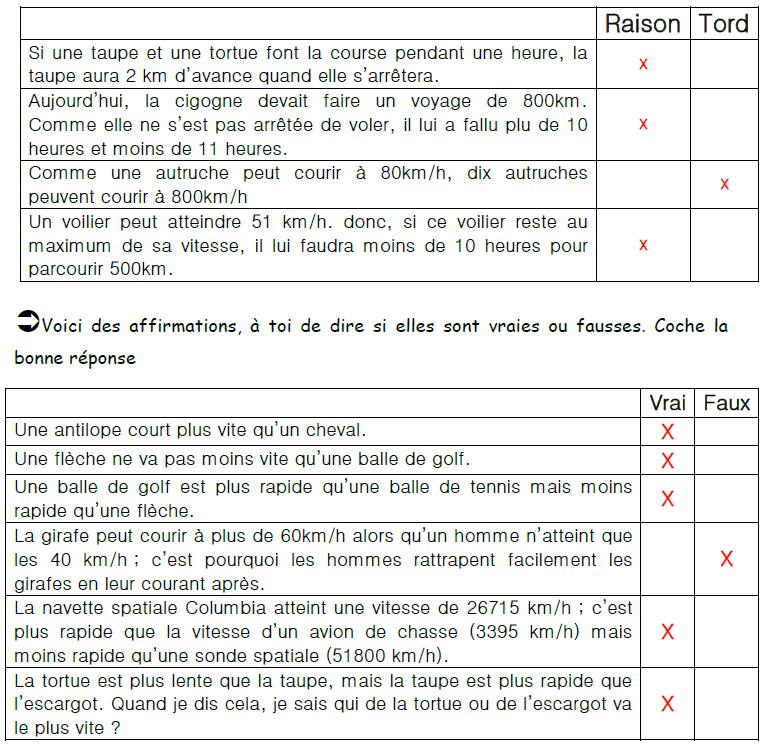 Raison Tord
Si une taupe et une tortue font la course pendant une heure, la
taupe aura 2 km d'avance quand elle s'arrêtera.
x
Aujourd'hui, la cigogne devait faire un voyage de 800km.
Comme elle ne s'est pas arrêtée de voler, il lui a fallu plu de 10
heures et moins de 11 heures.
x
Comme une autruche peut courir à 80km/h, dix autruches
peuvent courir à 800km/h
x
Un voilier peut atteindre 51 km/h. donc, si ce voilier reste au
maximum de sa vitesse, il lui faudra moins de 10 heures pour
parcourir 500km.
x
Voici des affirmations, à toi de dire si elles sont vraies ou fausses. Coche la
bonne réponse
Vrai Faux
Une antilope court plus vite qu'un cheval.
X
Une flèche ne va pas moins vite qu'une balle de golf.
X
Une balle de golf est plus rapide qu'une balle de tennis mais moins
rapide qu'une flèche.
X
La girafe peut courir à plus de 60km/h alors qu'un homme n'atteint que
les 40 km/h ; c'est pourquoi les hommes rattrapent facilement les
girafes en leur courant après.
X
La navette spatiale Columbia atteint une vitesse de 26715 km/h ; c'est
plus rapide que la vitesse d'un avion de chasse (3395 km/h) mais
moins rapide qu'une sonde spatiale (51800 km/h).
X
La tortue est plus lente que la taupe, mais la taupe est plus rapide que
l'escargot. Quand je dis cela, je sais qui de la tortue ou de l'escargot va
le plus vite ?
X